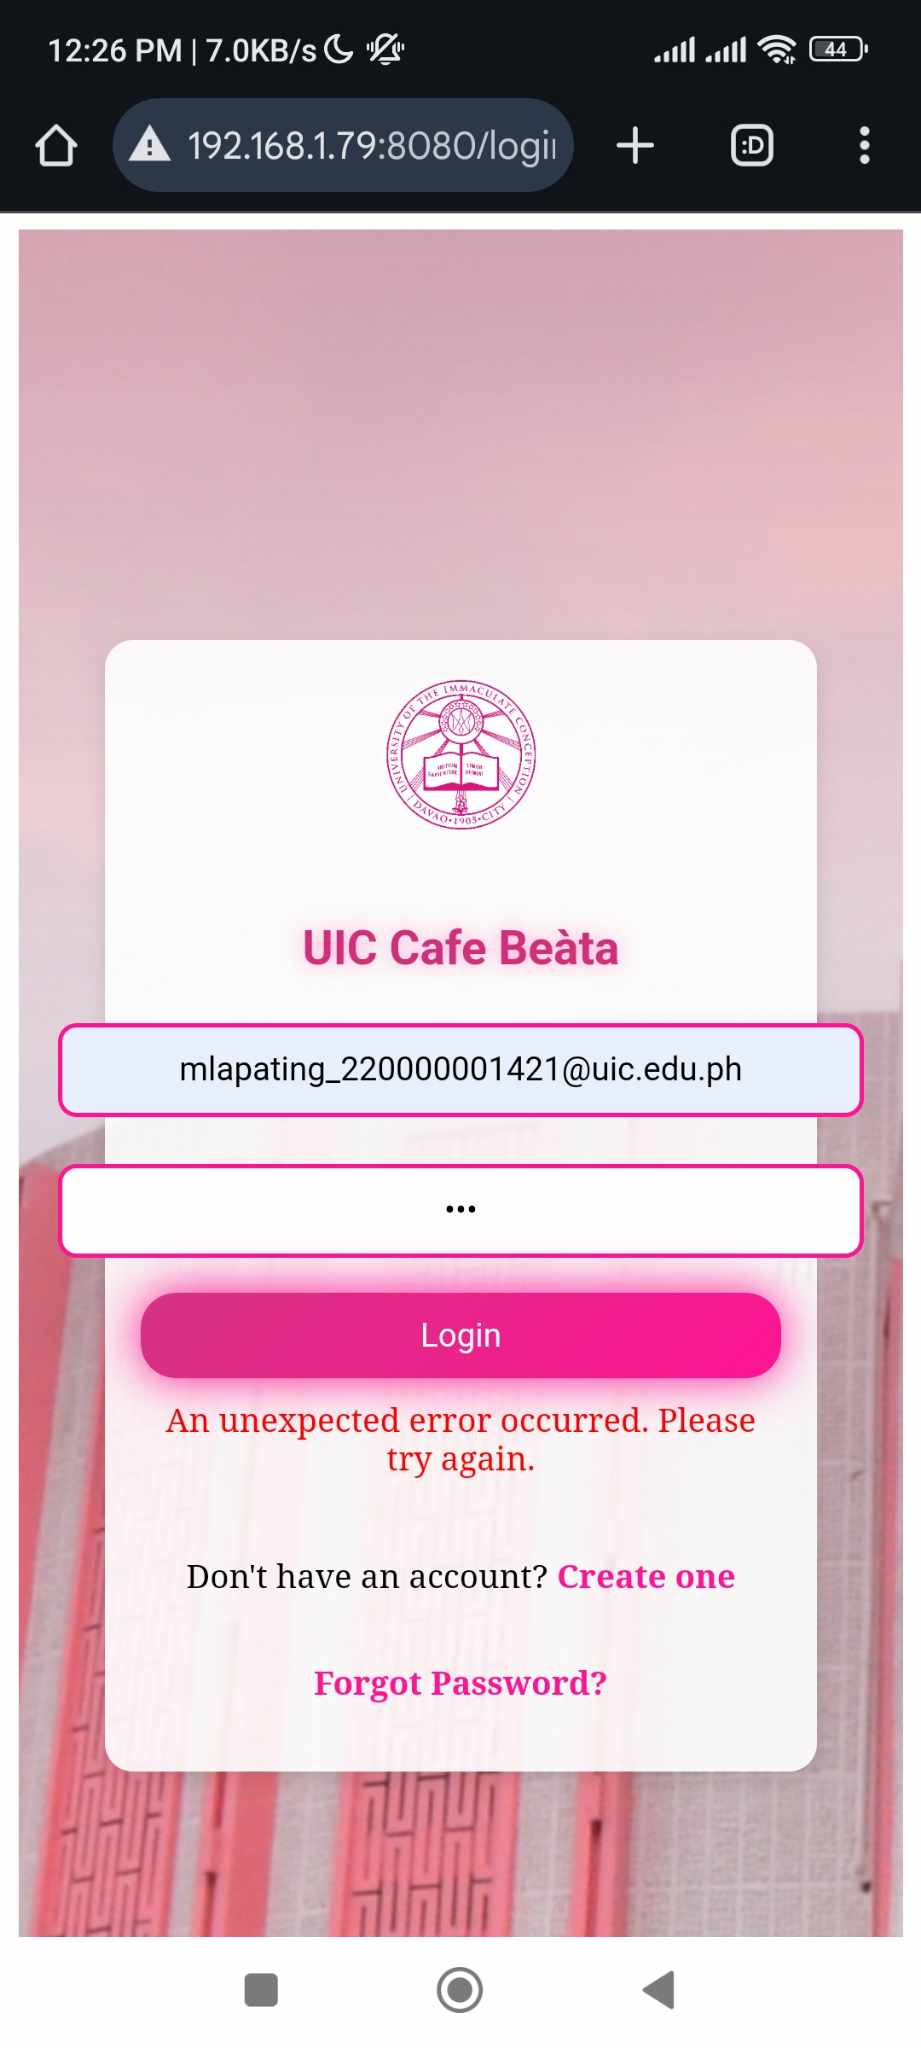 12:26 PM | 7.0KB/s
44
192.168.1.79:8080/logi
:D
UNIVERSITY OF THE IMMACULATE CONCEPTION
DAVAO • 1905 • CITY
UIC Cafe Beàta
mlapating_220000001421@uic.edu.ph
•••
Login
An unexpected error occurred. Please
try again.
Don't have an account? Create one
Forgot Password?